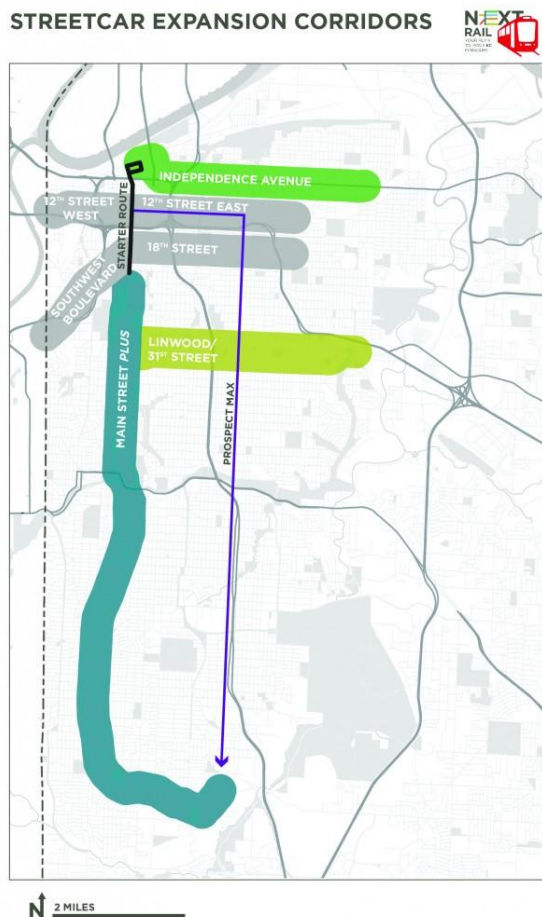 STREETCAR EXPANSION CORRIDORS
NEXT
RAIL
INDEPENDENCE AVENUE
12TH STREET
WEST
12TH STREET EAST
STARTER ROUTE
18TH STREET
SOUTHWEST
BOULEVARD
LINWOOD/
31ST STREET
MAIN STREET PLUS
PROSPECT MAX
N
2 MILES